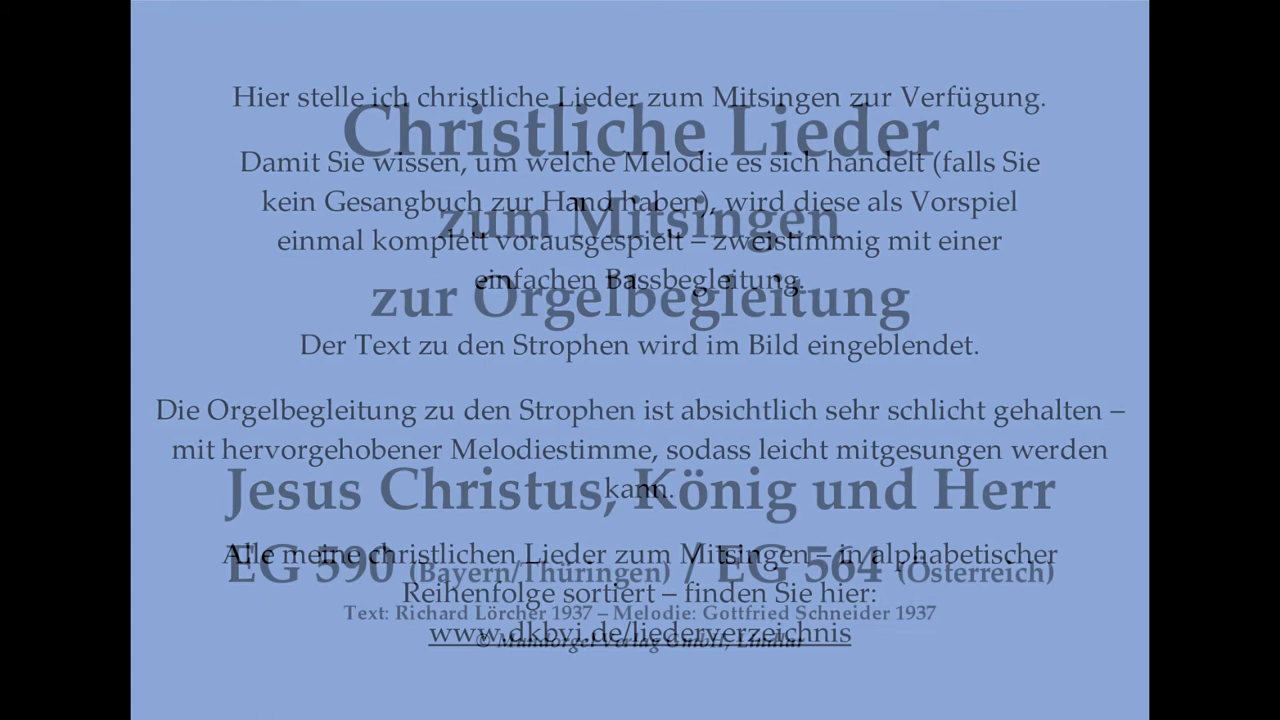 Hier stelle ich christliche Lieder zum Mitsingen zur Verfügung.
Christliche Lieder
Damit Sie wissen, um welche Melodie es sich handelt (falls Sie
kein Gesangbuch zur Hand haben), wird diese als Vorspiel
zum Mitsingen
einmal komplett vorausgespielt – zweistimmig mit einer
einfachen Bassbegleitung.
zur Orgelbegleitung
Der Text zu den Strophen wird im Bild eingeblendet.
Die Orgelbegleitung zu den Strophen ist absichtlich sehr schlicht gehalten –
mit hervorgehobener Melodiestimme, sodass leicht mitgesungen werden
kann.
Jesus Christus, König und Herr
Alle meine christlichen Lieder zum Mitsingen – in alphabetischer
EG 590 (Bayern/Thüringen) / EG 564 (Österreich)
Reihenfolge sortiert – finden Sie hier:
Text: Richard Lörcher 1937 – Melodie: Gottfried Schneider 1937
www.dkbvj.de/liederverzeichnis
© Mundorgel Verlag GmbH, Lindlar